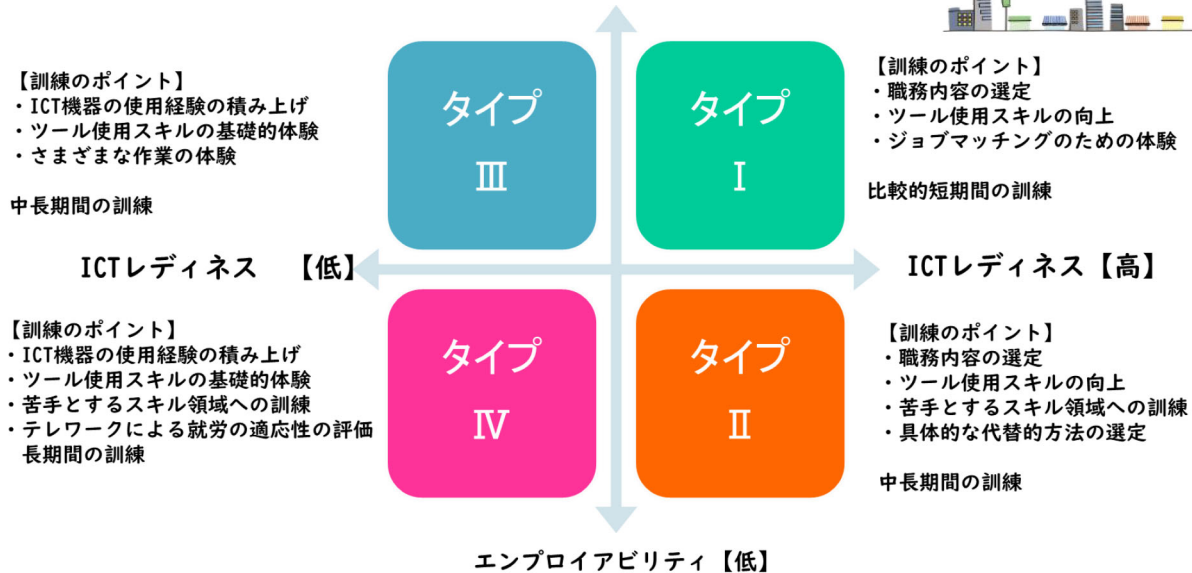 【訓練のポイント】
・ICT機器の使用経験の積み上げ
・ツール使用スキルの基礎的体験
・さまざまな作業の体験
中長期間の訓練
タイプ
Ⅲ
タイプ
Ⅰ
【訓練のポイント】
・職務内容の選定
・ツール使用スキルの向上
・ジョブマッチングのための体験
比較的短期間の訓練
ICTレディネス 【低】
ICTレディネス【高】
【訓練のポイント】
・ICT機器の使用経験の積み上げ
・ツール使用スキルの基礎的体験
・苦手とするスキル領域への訓練
・テレワークによる就労の適応性の評価
長期間の訓練
タイプ
Ⅳ
タイプ
Ⅱ
【訓練のポイント】
・職務内容の選定
・ツール使用スキルの向上
・苦手とするスキル領域への訓練
・具体的な代替的方法の選定
中長期間の訓練
エンプロイアビリティ【低】